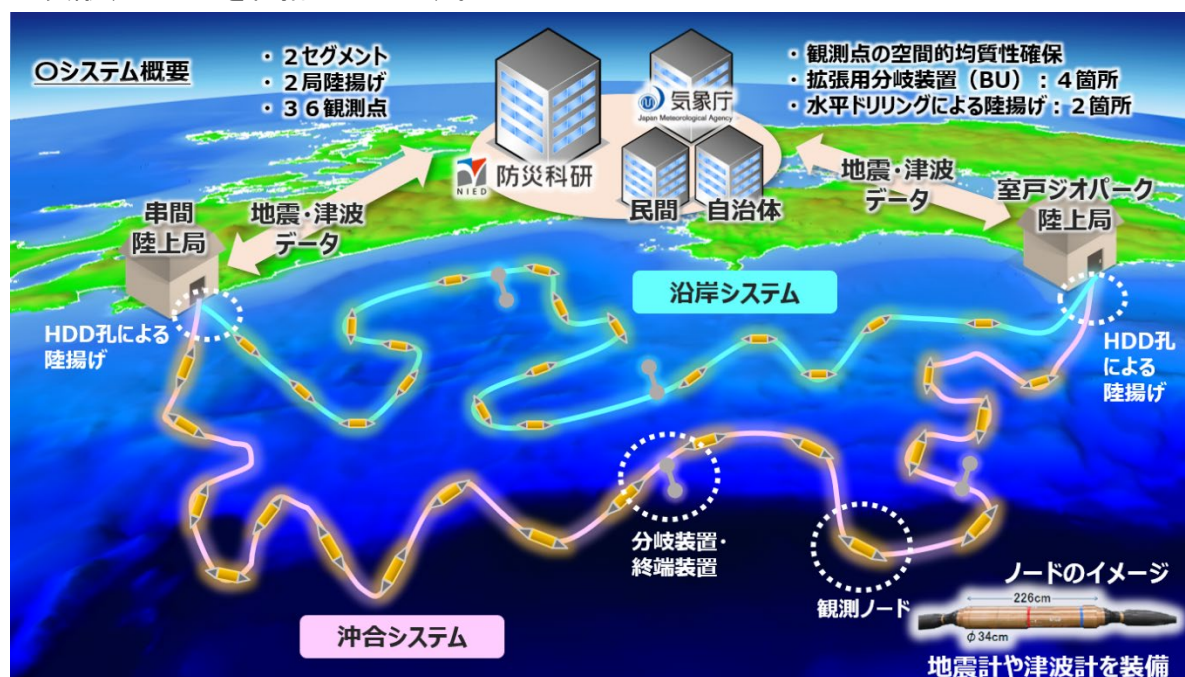 〇システム概要
・２セグメント
・２局陸揚げ
・３６観測点
・観測点の空間的均質性確保
・拡張用分岐装置（BU）：４箇所
・水平ドリリングによる陸揚げ：２箇所
気象庁
Japan Meteorological Agency
NIED
防災科研
民間
自治体
串間
陸上局
地震・津波
データ
地震・津波
データ
室戸ジオパーク
陸上局
沿岸システム
HDD孔による
陸揚げ
HDD孔
による
陸揚げ
分岐装置・
終端装置
観測ノード
沖合システム
ノードのイメージ
226cm
φ34cm
地震計や津波計を装備